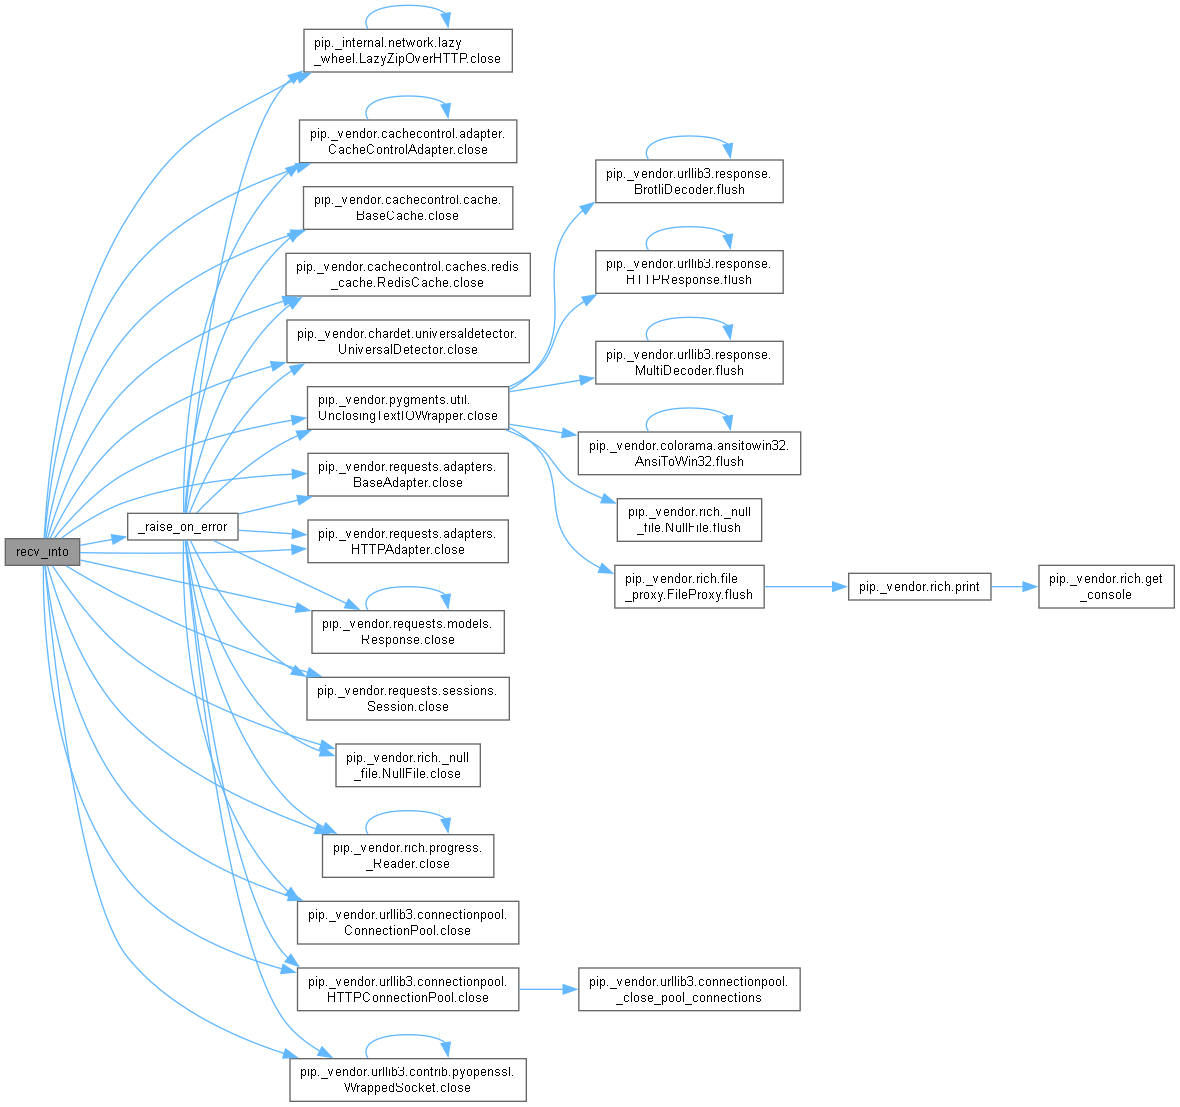 pip._internal.network.lazy
_wheel.LazyZipOverHTTP.close
pip._vendor.cachecontrol.adapter.
CacheControlAdapter.close
pip._vendor.cachecontrol.cache.
BaseCache.close
pip._vendor.cachecontrol.caches.redis
_cache.RedisCache.close
pip._vendor.chardet.universaldetector.
UniversalDetector.close
pip._vendor.pygments.util.
UnclosingTextIOWrapper.close
pip._vendor.requests.adapters.
BaseAdapter.close
_raise_on_error
pip._vendor.requests.adapters.
HTTPAdapter.close
recv_into
pip._vendor.requests.models.
Response.close
pip._vendor.requests.sessions.
Session.close
pip._vendor.rich._null
_file.NullFile.close
pip._vendor.rich.progress.
_Reader.close
pip._vendor.urllib3.connectionpool.
ConnectionPool.close
pip._vendor.urllib3.connectionpool.
HTTPConnectionPool.close
pip._vendor.urllib3.contrib.pyopenssl.
WrappedSocket.close
pip._vendor.urllib3.response.
BrotliDecoder.flush
pip._vendor.urllib3.response.
HTTPResponse.flush
pip._vendor.urllib3.response.
MultiDecoder.flush
pip._vendor.colorama.ansitowin32.
AnsiToWin32.flush
pip._vendor.rich._null
_file.NullFile.flush
pip._vendor.rich.file
_proxy.FileProxy.flush
pip._vendor.rich.print
pip._vendor.rich.get
_console
pip._vendor.urllib3.connectionpool.
_close_pool_connections